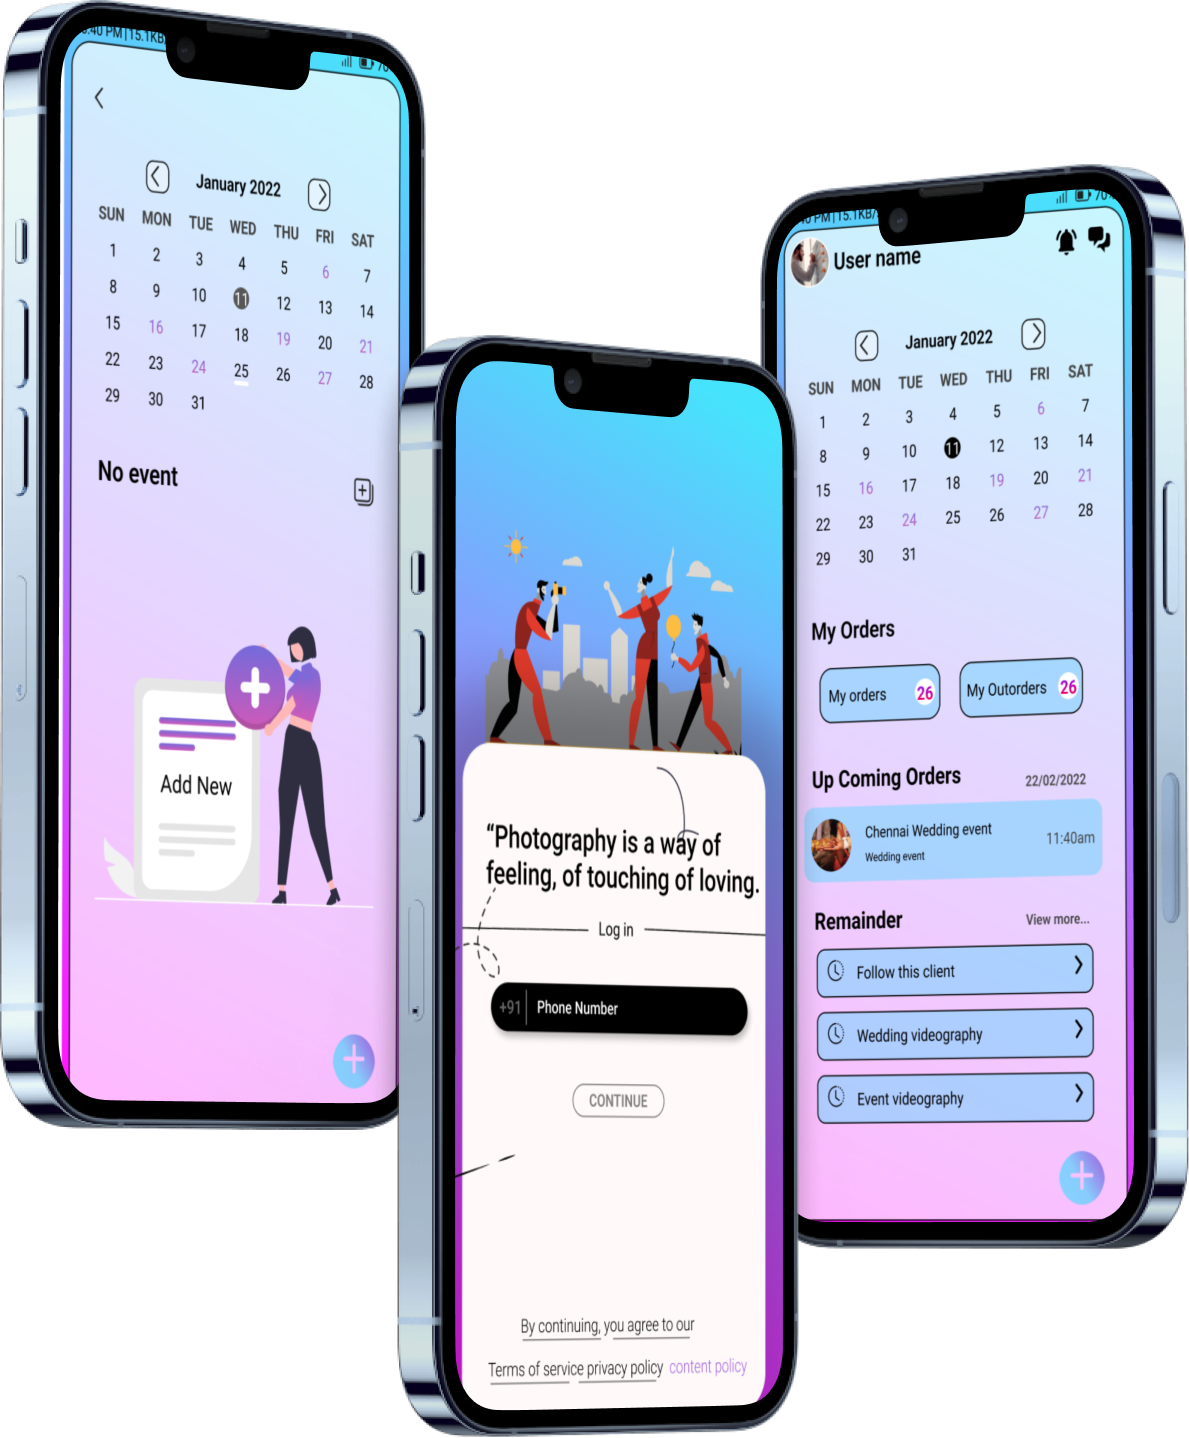 :40 PM | 15.1KB/
70
January 2022
SUN MON TUE WED THU FRI SAT
1 2 3 4 5 6 7
8 9 10 11 12 13 14
15 16 17 18 19 20 21
22 23 24 25 26 27 28
29 30 31
No event
Add New
“Photography is a way of
feeling, of touching of loving.
Log in
+91 Phone Number
CONTINUE
By continuing, you agree to our
Terms of service privacy policy content policy
40 PM | 15.1KB/
70
User name
January 2022
SUN MON TUE WED THU FRI SAT
1 2 3 4 5 6 7
8 9 10 11 12 13 14
15 16 17 18 19 20 21
22 23 24 25 26 27 28
29 30 31
My Orders
My orders 26 My Outorders 26
Up Coming Orders 22/02/2022
Chennai Wedding event 11:40am
Wedding event
Remainder View more...
Follow this client
Wedding videography
Event videography